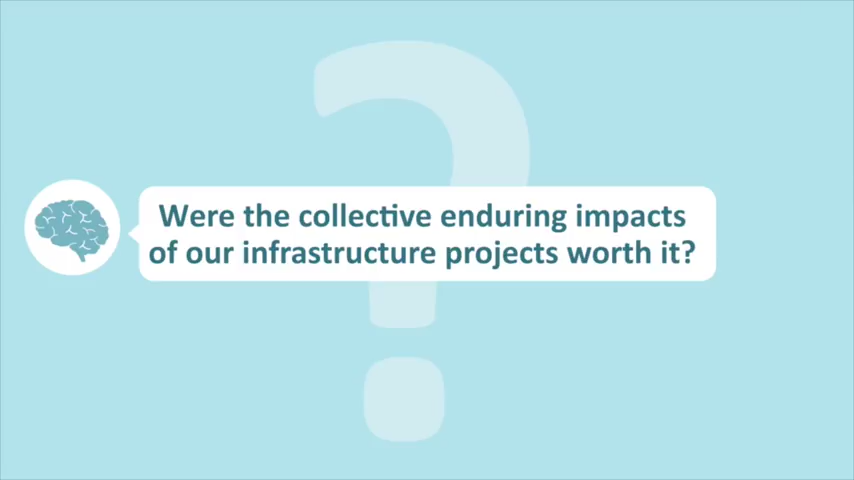 Were the collective enduring impacts
of our infrastructure projects worth it?